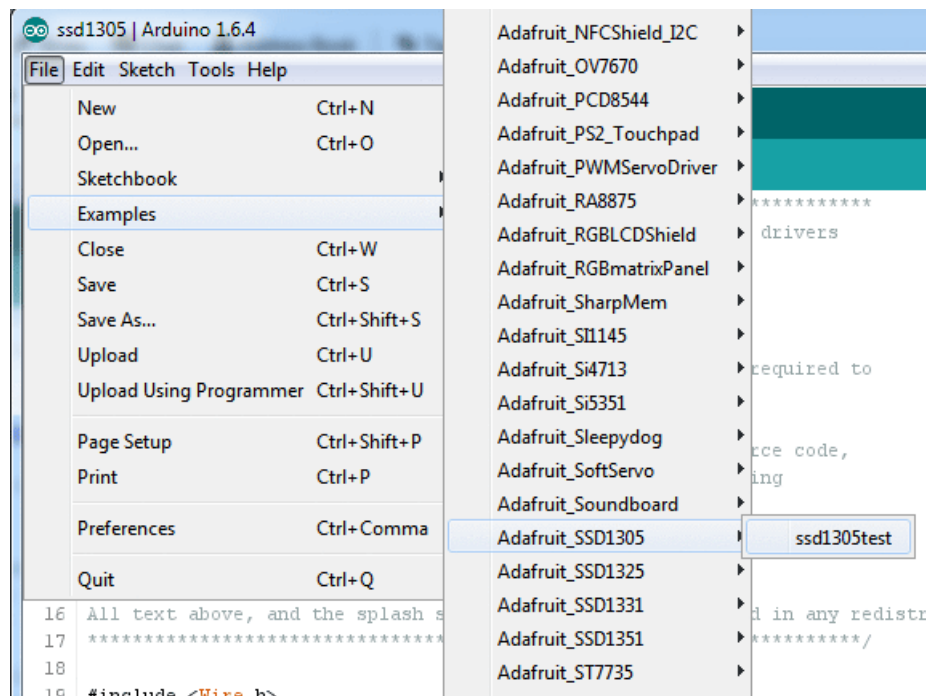 ssd1305 | Arduino 1.6.4
File Edit Sketch Tools Help
New Ctrl+N
Open... Ctrl+O
Sketchbook
Examples
Close Ctrl+W
Save Ctrl+S
Save As... Ctrl+Shift+S
Upload Ctrl+U
Upload Using Programmer Ctrl+Shift+U
Page Setup Ctrl+Shift+P
Print Ctrl+P
Preferences Ctrl+Comma
Quit Ctrl+Q
Adafruit_NFCShield_I2C
Adafruit_OV7670
Adafruit_PCD8544
Adafruit_PS2_Touchpad
Adafruit_PWMServoDriver
Adafruit_RA8875
Adafruit_RGBLCDShield
Adafruit_RGBmatrixPanel
Adafruit_SharpMem
Adafruit_SI1145
Adafruit_Si4713
Adafruit_Si5351
Adafruit_Sleepydog
Adafruit_SoftServo
Adafruit_Soundboard
Adafruit_SSD1305
Adafruit_SSD1325
Adafruit_SSD1331
Adafruit_SSD1351
Adafruit_ST7735
ssd1305test
***********
drivers
required to
rce code,
ing
16 All text above, and the splash s d in any redistr
17 ********************************* ***********/
18
19 #include <Wire.h>